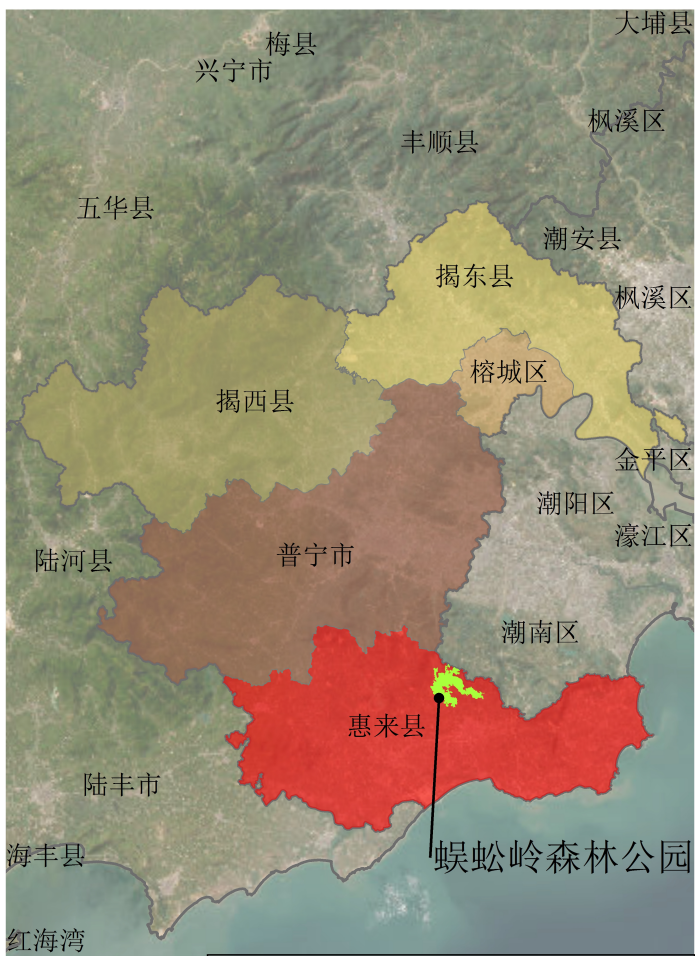 大埔县
梅县
兴宁市
枫溪区
丰顺县
五华县
潮安县
揭东县
枫溪区
榕城区
揭西县
金平区
潮阳区
濠江区
普宁市
陆河县
潮南区
惠来县
陆丰市
海丰县
蜈蚣岭森林公园
红海湾